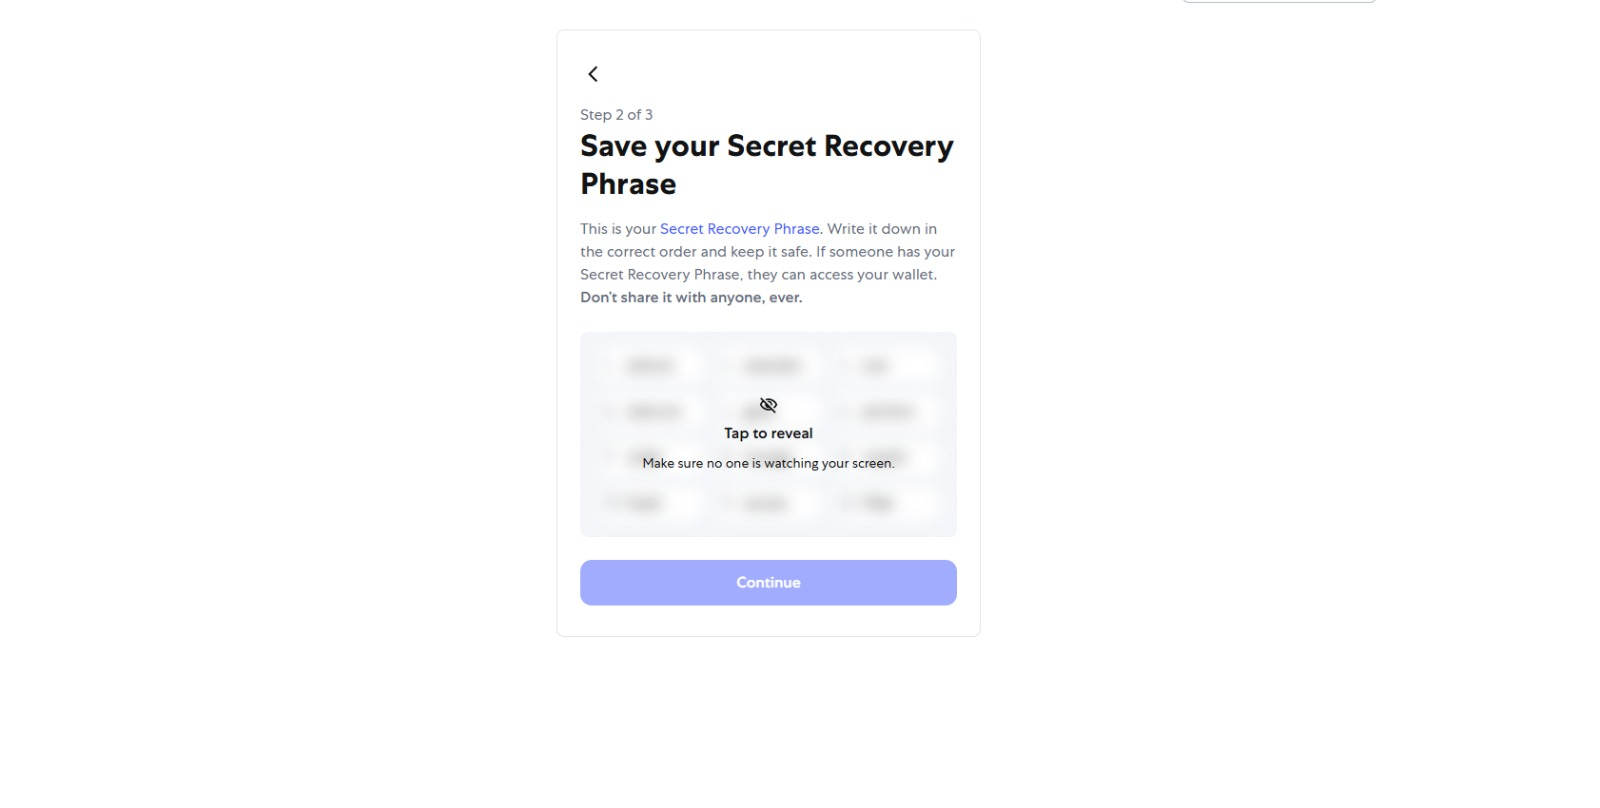 Step 2 of 3
Save your Secret Recovery
Phrase
This is your Secret Recovery Phrase. Write it down in
the correct order and keep it safe. If someone has your
Secret Recovery Phrase, they can access your wallet.
Don't share it with anyone, ever.
Tap to reveal
Make sure no one is watching your screen.
Continue